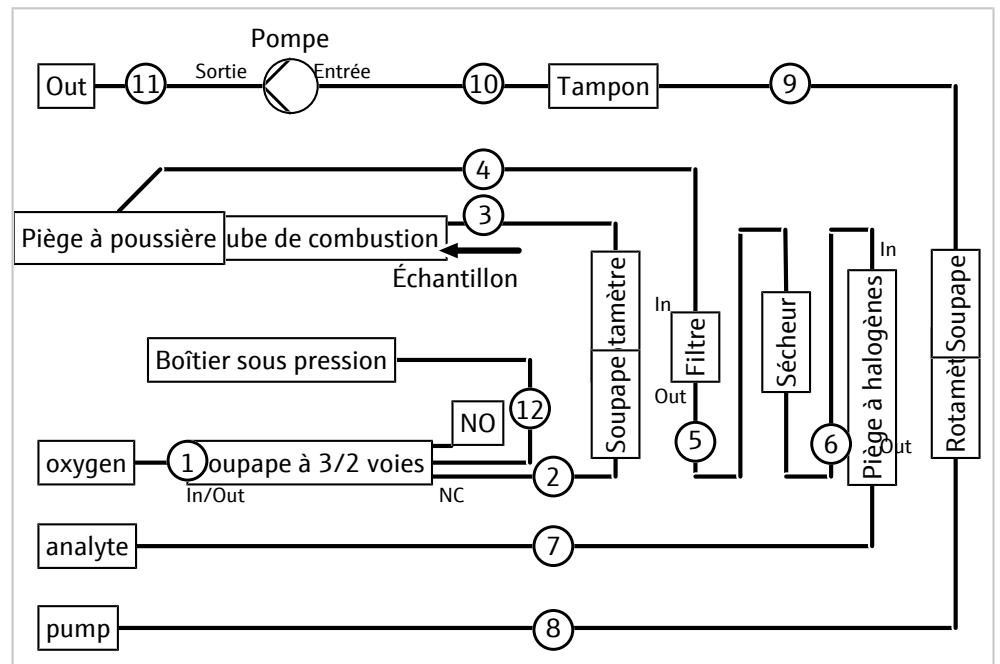 Pompe
Out
11
Sortie
Entrée
10
Tampon
9
4
3
Piège à poussière
ube de combustion
Échantillon
tamètre
Soupape
In
Filtre
Out
5
Sécheur
6
In
Piège à halogènes
Out
Soupape
Rotamèt
Boîtier sous pression
12
NO
oxygen
1
oupape à 3/2 voies
In/Out
NC
2
analyte
7
pump
8